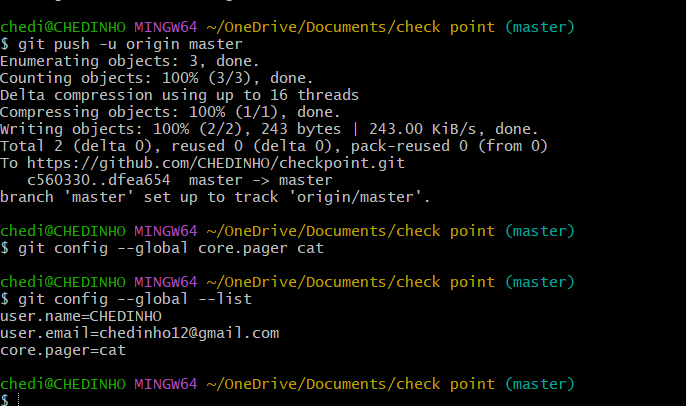 chedi@CHEDINHO MINGW64 ~/OneDrive/Documents/check point (master)
$ git push -u origin master
Enumerating objects: 3, done.
Counting objects: 100% (3/3), done.
Delta compression using up to 16 threads
Compressing objects: 100% (1/1), done.
Writing objects: 100% (2/2), 243 bytes | 243.00 KiB/s, done.
Total 2 (delta 0), reused 0 (delta 0), pack-reused 0 (from 0)
To https://github.com/CHEDINHO/checkpoint.git
   c560330..dfea654  master -> master
branch 'master' set up to track 'origin/master'.
chedi@CHEDINHO MINGW64 ~/OneDrive/Documents/check point (master)
$ git config --global core.pager cat
chedi@CHEDINHO MINGW64 ~/OneDrive/Documents/check point (master)
$ git config --global --list
user.name=CHEDINHO
user.email=chedinho12@gmail.com
core.pager=cat
chedi@CHEDINHO MINGW64 ~/OneDrive/Documents/check point (master)
$